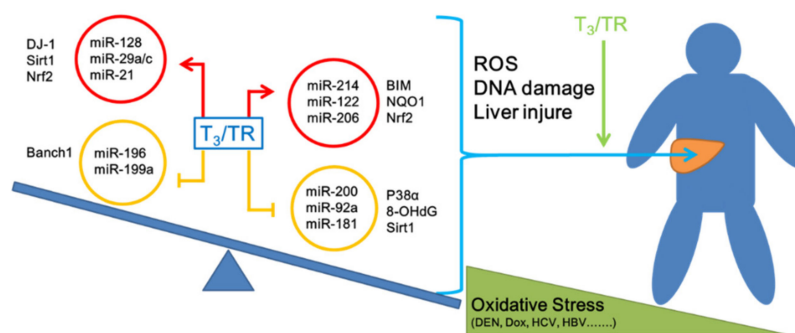 DJ-1
Sirt1
Nrf2
miR-128
miR-29a/c
miR-21
miR-214
miR-122
miR-206
BIM
NQO1
Nrf2
T₃/TR
Banch1
miR-196
miR-199a
miR-200
miR-92a
miR-181
P38α
8-OHdG
Sirt1
ROS
DNA damage
Liver injure
T₃/TR
Oxidative Stress
(DEN, Dox, HCV, HBV.......)